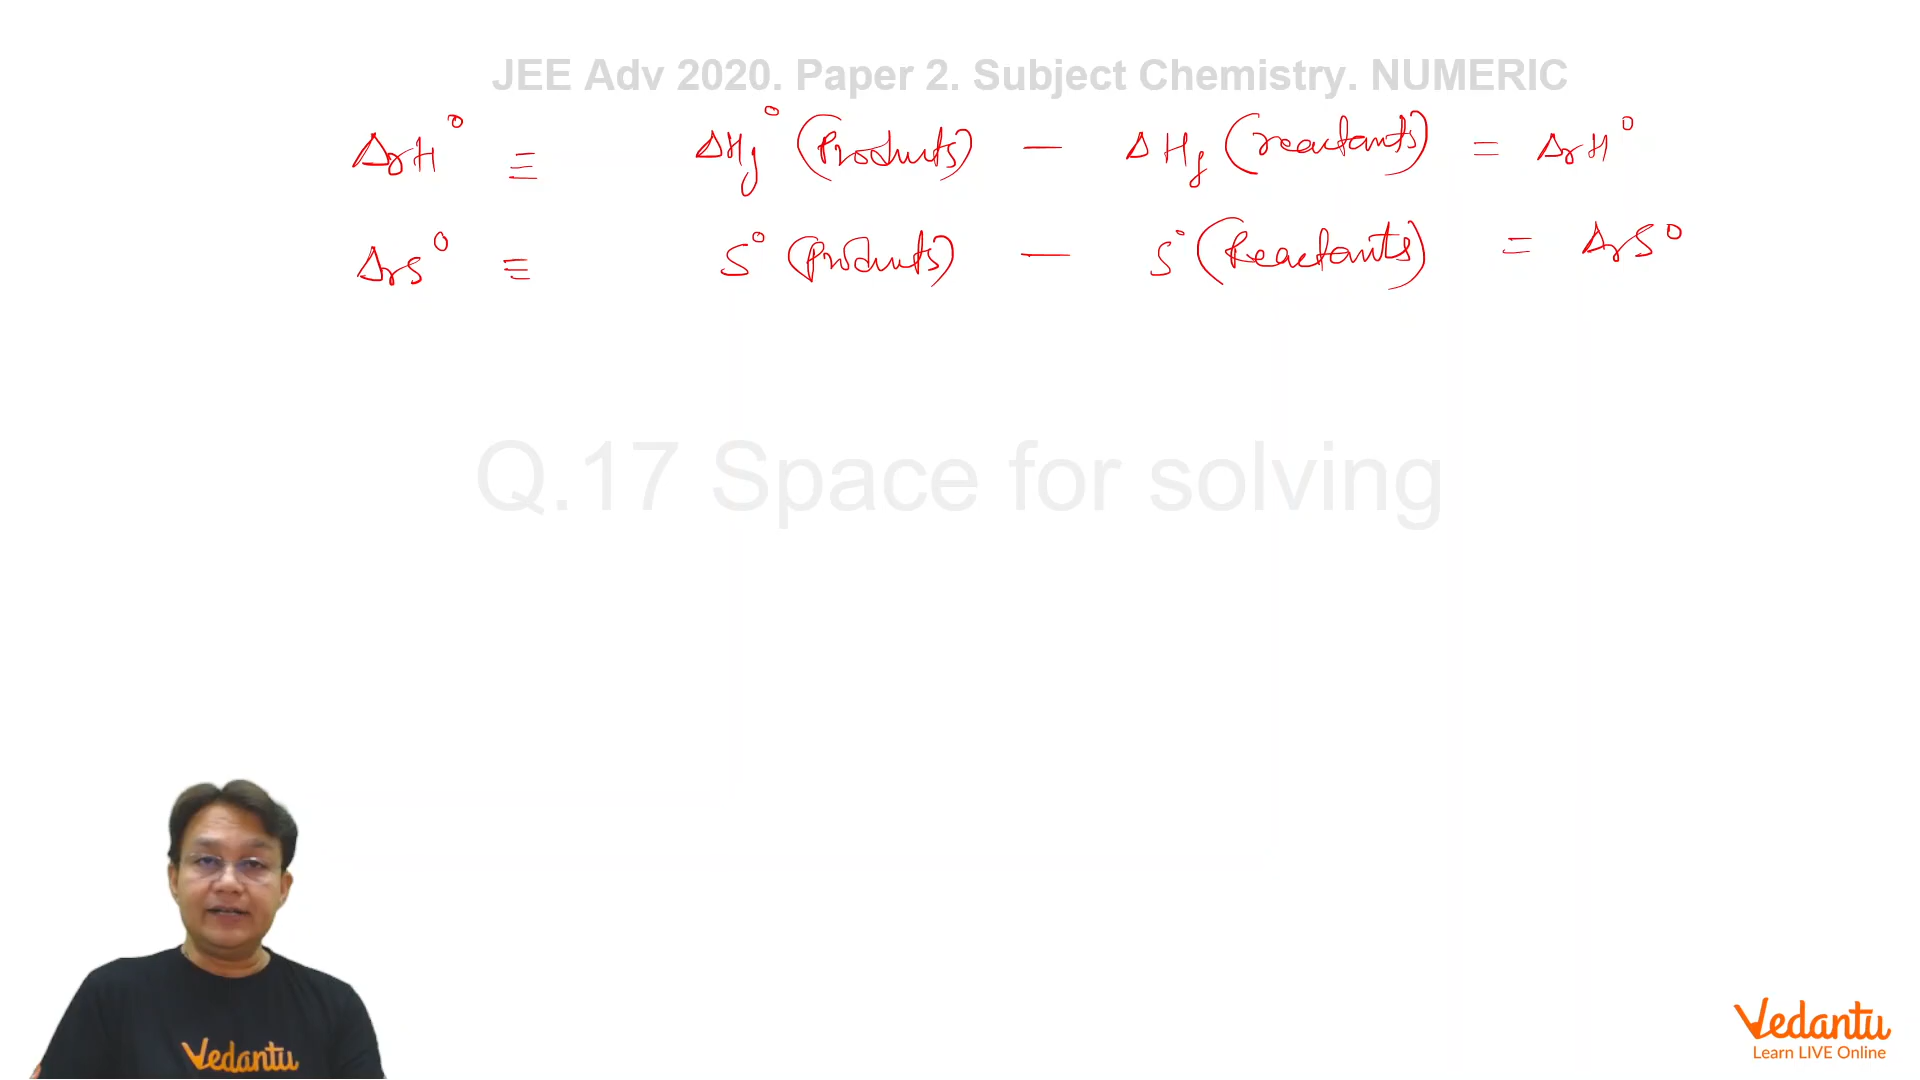 JEE Adv 2020. Paper 2. Subject Chemistry. NUMERIC
ΔrH° ≡ ΔHf° (Products) — ΔHf (reactants) = ΔrH°
ΔrS° ≡ S° (Products) — S° (Reactants) = ΔrS°
Q.17 Space for solving
Vedantu
Vedantu
Learn LIVE Online